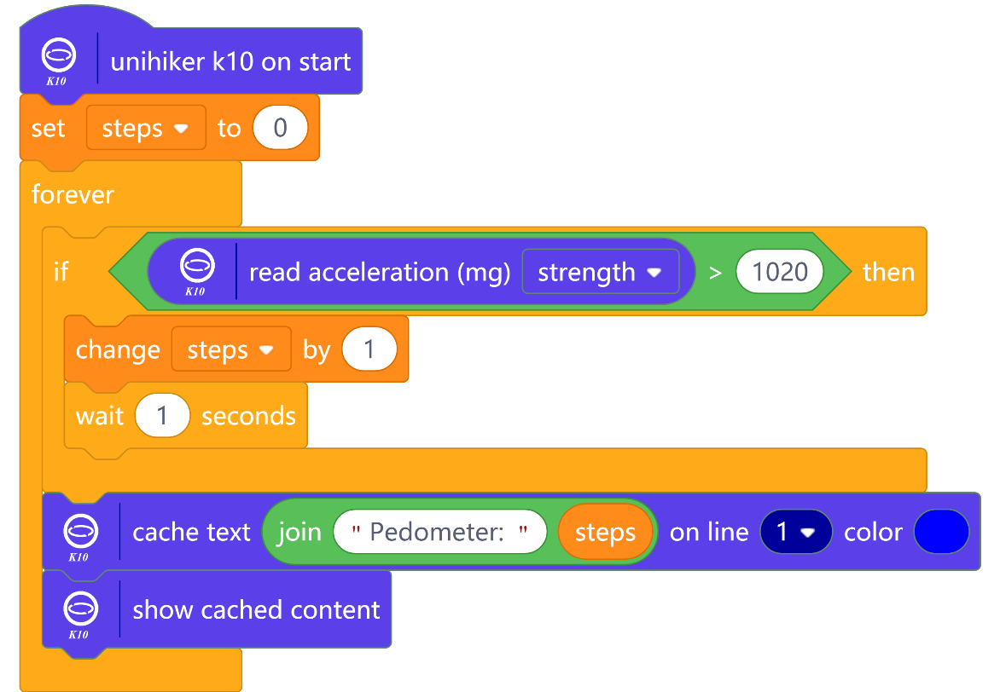 K10 unihiker k10 on start
set steps to 0
forever
if K10 read acceleration (mg) strength > 1020 then
change steps by 1
wait 1 seconds
K10 cache text join " Pedometer: " steps on line 1 color
K10 show cached content